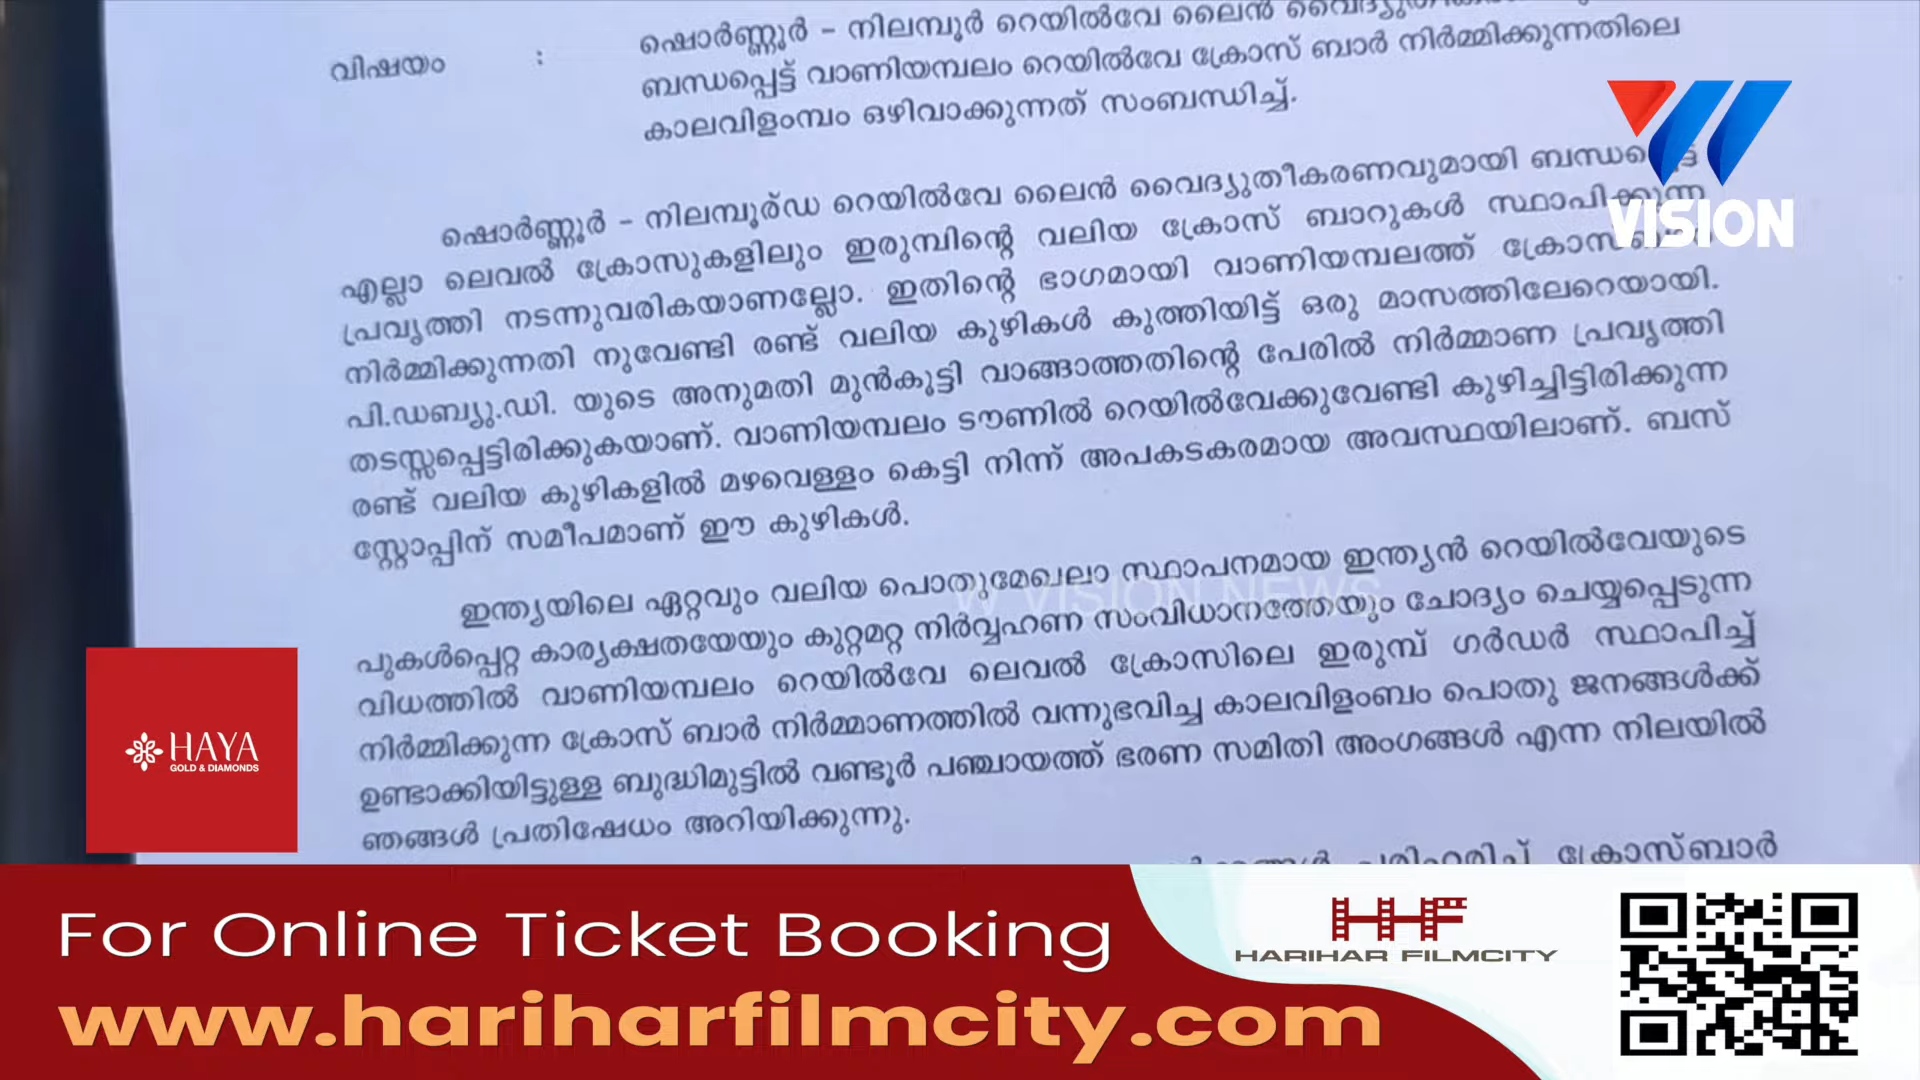 ഷൊർണ്ണൂർ – നിലമ്പൂർ റെയിൽവേ ലൈൻ
വിഷയം :
ബന്ധപ്പെട്ട് വാണിയമ്പലം റെയിൽവേ ക്രോസ് ബാർ നിർമ്മിക്കുന്നതിലെ
കാലവിളംമ്പം ഒഴിവാക്കുന്നത് സംബന്ധിച്ച്.
VISION
ഷൊർണ്ണൂർ – നിലമ്പൂര്ഡ റെയിൽവേ ലൈൻ വൈദ്യുതീകരണവുമായി
എല്ലാ ലെവൽ ക്രോസുകളിലും ഇരുമ്പിന്റെ വലിയ ക്രോസ് ബാറുകൾ സ്ഥാപിക്കുന്ന
പ്രവൃത്തി നടന്നുവരികയാണല്ലോ. ഇതിന്റെ ഭാഗമായി വാണിയമ്പലത്ത്
നിർമ്മിക്കുന്നതി നുവേണ്ടി രണ്ട് വലിയ കുഴികൾ കുത്തിയിട്ട് ഒരു മാസത്തിലേറെയായി.
പി.ഡബ്യു.ഡി. യുടെ അനുമതി മുൻകുട്ടി വാങ്ങാത്തതിന്റെ പേരിൽ നിർമ്മാണ പ്രവൃത്തി
തടസ്സപ്പെട്ടിരിക്കുകയാണ്. വാണിയമ്പലം ടൗണിൽ റെയിൽവേക്കുവേണ്ടി കുഴിച്ചിട്ടിരിക്കുന്ന
രണ്ട് വലിയ കുഴികളിൽ മഴവെള്ളം കെട്ടി നിന്ന് അപകടകരമായ അവസ്ഥയിലാണ്. ബസ്
സ്റ്റോപ്പിന് സമീപമാണ് ഈ കുഴികൾ.
W VISION NEWS
ഇന്ത്യയിലെ ഏറ്റവും വലിയ പൊതുമേഖലാ സ്ഥാപനമായ ഇന്ത്യൻ റെയിൽവേയുടെ
പുകൾപ്പെറ്റ കാര്യക്ഷതയേയും കുറ്റമറ്റ നിർവ്വഹണ സംവിധാനത്തേയും ചോദ്യം ചെയ്യപ്പെടുന്ന
വിധത്തിൽ വാണിയമ്പലം റെയിൽവേ ലെവൽ ക്രോസിലെ ഇരുമ്പ് ഗർഡർ സ്ഥാപിച്ച്
നിർമ്മിക്കുന്ന ക്രോസ് ബാർ നിർമ്മാണത്തിൽ വന്നുഭവിച്ച കാലവിളംബം പൊതു ജനങ്ങൾക്ക്
ഉണ്ടാക്കിയിട്ടുള്ള ബുദ്ധിമുട്ടിൽ വണ്ടൂർ പഞ്ചായത്ത് ഭരണ സമിതി അംഗങ്ങൾ എന്ന നിലയിൽ
ഞങ്ങൾ പ്രതിഷേധം അറിയിക്കുന്നു.
ക്രോസ്ബാർ
HAYA
GOLD & DIAMONDS
For Online Ticket Booking
www.hariharfilmcity.com
HHF
HARIHAR FILMCITY